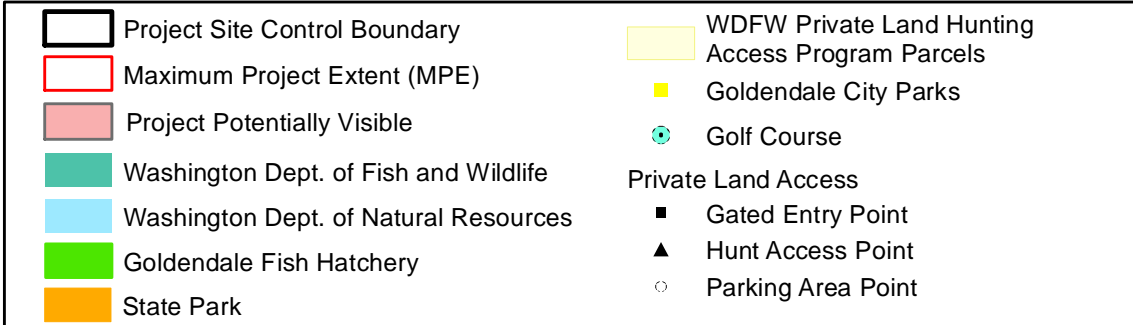 Project Site Control Boundary
Maximum Project Extent (MPE)
Project Potentially Visible
Washington Dept. of Fish and Wildlife
Washington Dept. of Natural Resources
Goldendale Fish Hatchery
State Park
WDFW Private Land Hunting
Access Program Parcels
Goldendale City Parks
Golf Course
Private Land Access
Gated Entry Point
Hunt Access Point
Parking Area Point